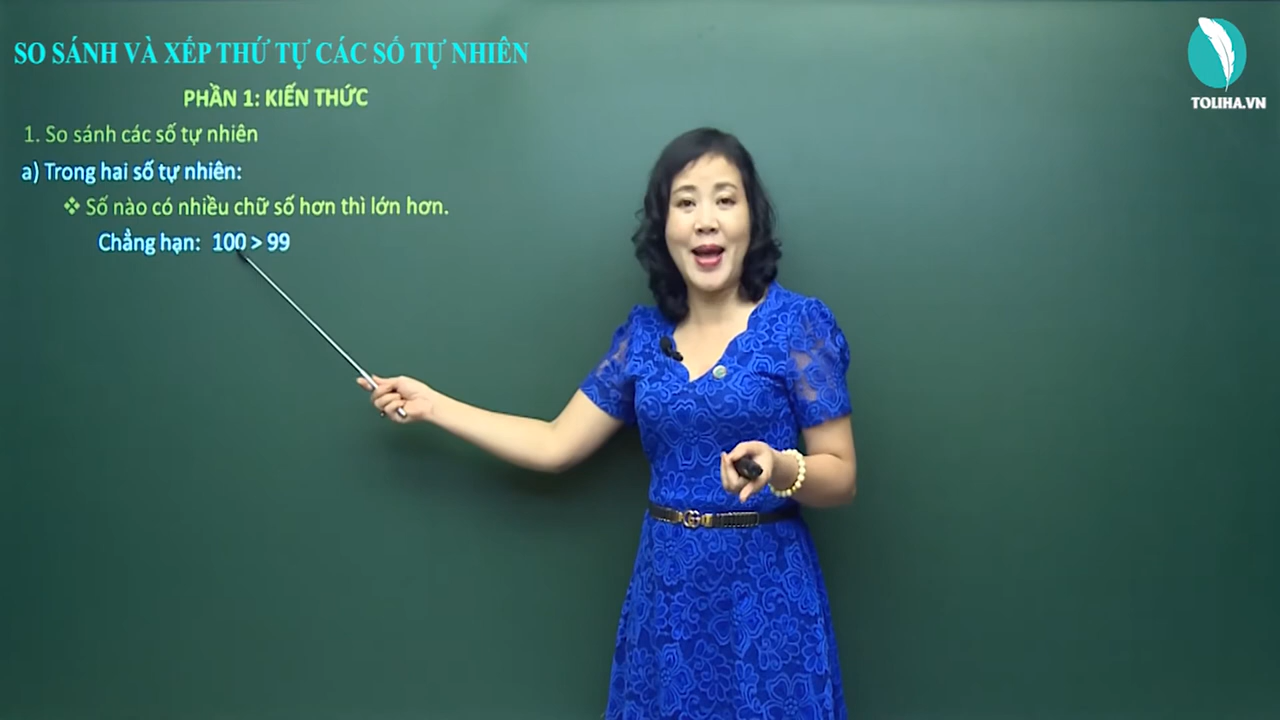 SO SÁNH VÀ XẾP THỨ TỰ CÁC SỐ TỰ NHIÊN
TOLIHA.VN
PHẦN 1: KIẾN THỨC
1. So sánh các số tự nhiên
a) Trong hai số tự nhiên:
❖ Số nào có nhiều chữ số hơn thì lớn hơn.
Chẳng hạn: 100 > 99